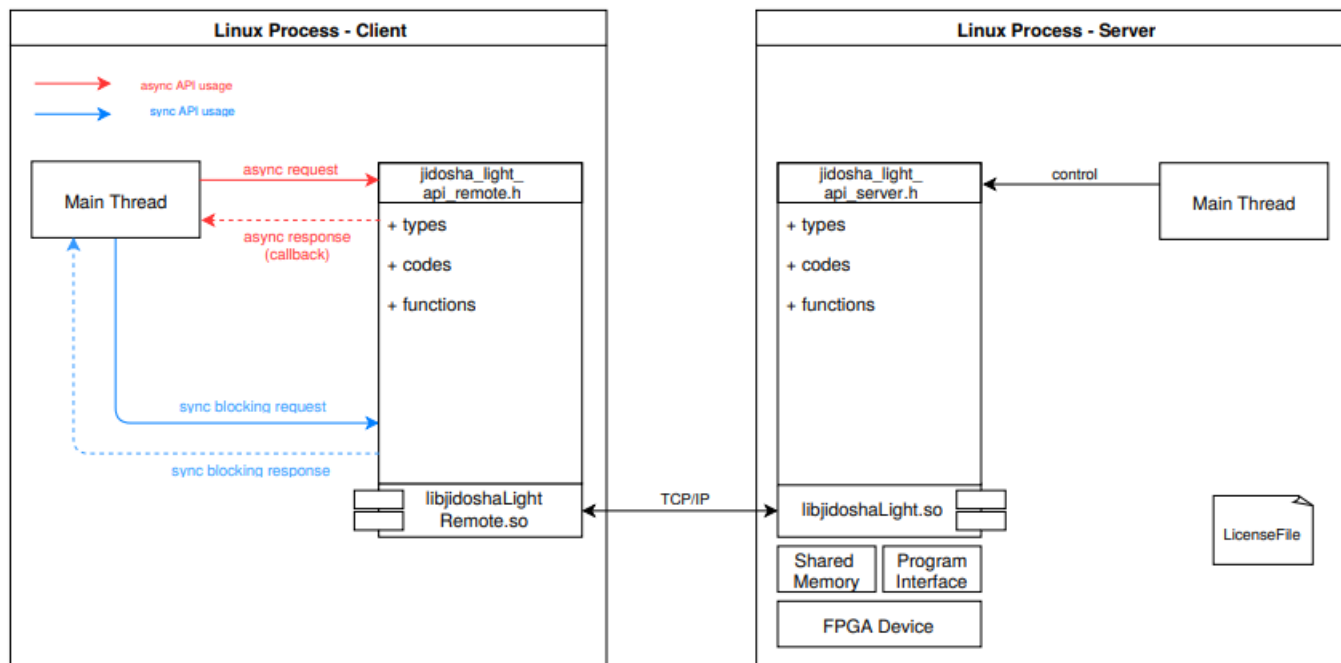 Linux Process - Client
async API usage
sync API usage
Main Thread
async request
async response
(callback)
sync blocking request
sync blocking response
jidosha_light_
api_remote.h
+ types
+ codes
+ functions
libjidoshaLight
Remote.so
TCP/IP
Linux Process - Server
jidosha_light_
api_server.h
+ types
+ codes
+ functions
control
Main Thread
libjidoshaLight.so
Shared
Memory
Program
Interface
FPGA Device
LicenseFile